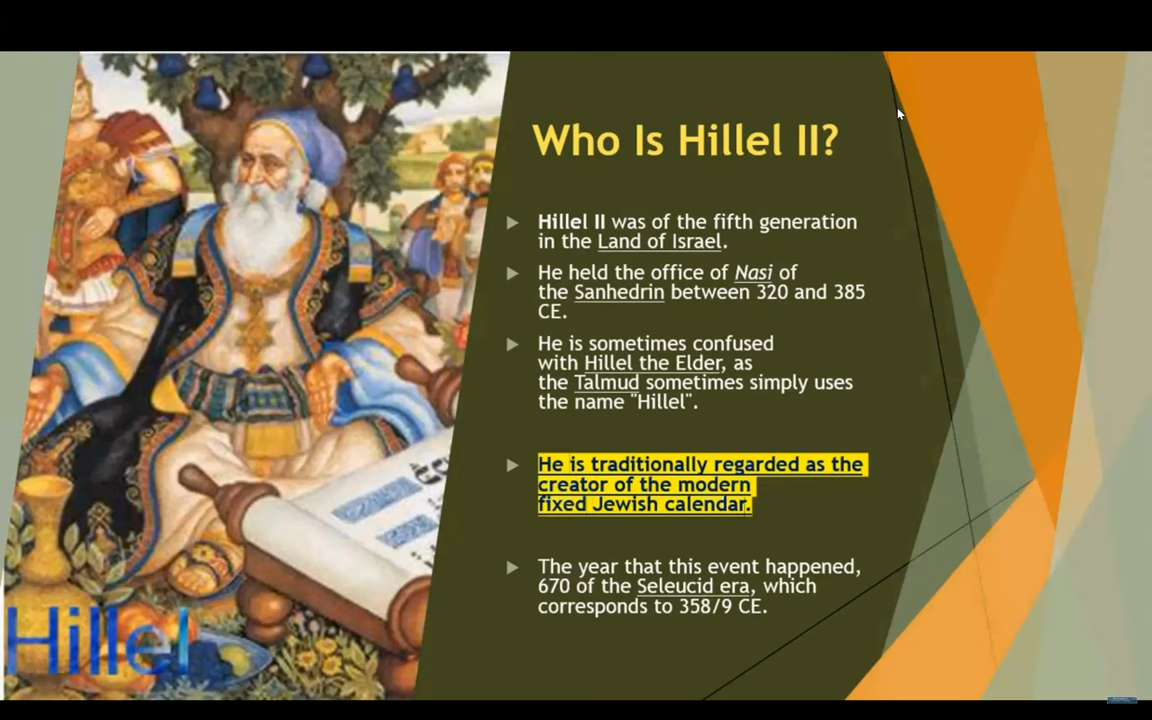 Who Is Hillel II?
Hillel II was of the fifth generation
in the Land of Israel.
He held the office of Nasi of
the Sanhedrin between 320 and 385
CE.
He is sometimes confused
with Hillel the Elder, as
the Talmud sometimes simply uses
the name "Hillel".
He is traditionally regarded as the
creator of the modern
fixed Jewish calendar.
The year that this event happened,
670 of the Seleucid era, which
corresponds to 358/9 CE.
Hillel